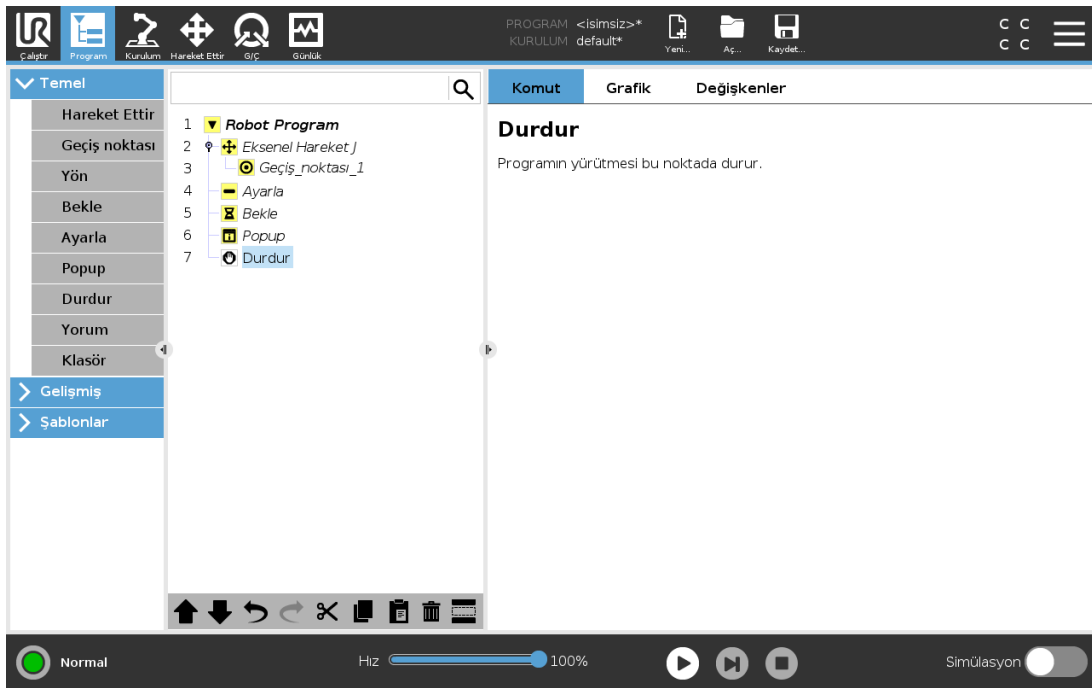 UR
Çalıştır Program Kurulum Hareket Ettir G/Ç Günlük
PROGRAM <isimsiz>*
KURULUM default*
Yeni... Aç... Kaydet...
C C
C C
Temel
Hareket Ettir
Geçiş noktası
Yön
Bekle
Ayarla
Popup
Durdur
Yorum
Klasör
Gelişmiş
Şablonlar
1 Robot Program
2 Eksenel Hareket J
3 Geçiş_noktası_1
4 Ayarla
5 Bekle
6 Popup
7 Durdur
Komut Grafik Değişkenler
Durdur
Programın yürütmesi bu noktada durur.
Normal
Hız 100%
Simülasyon